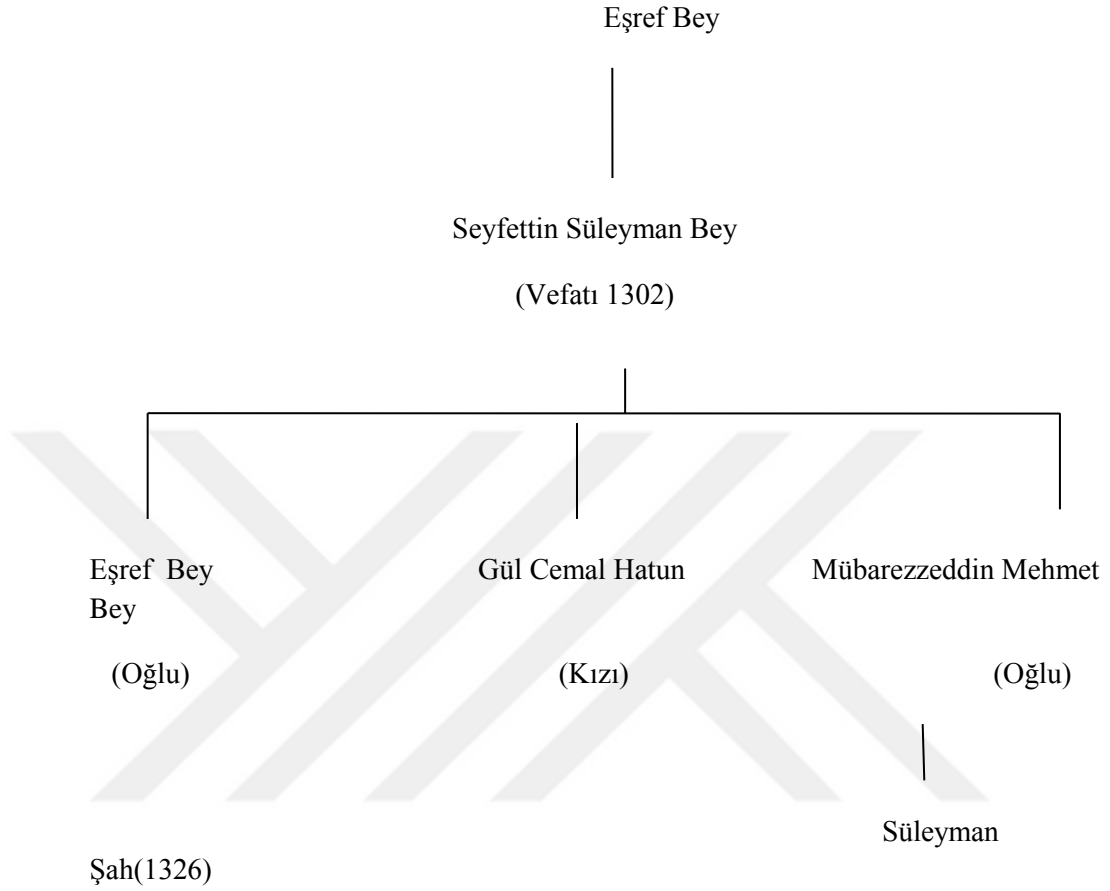 Eşref Bey
Seyfettin Süleyman Bey
(Vefatı 1302)
Eşref Bey Gül Cemal Hatun Mübarezzeddin Mehmet
Bey
(Oğlu) (Kızı) (Oğlu)
Süleyman
Şah(1326)